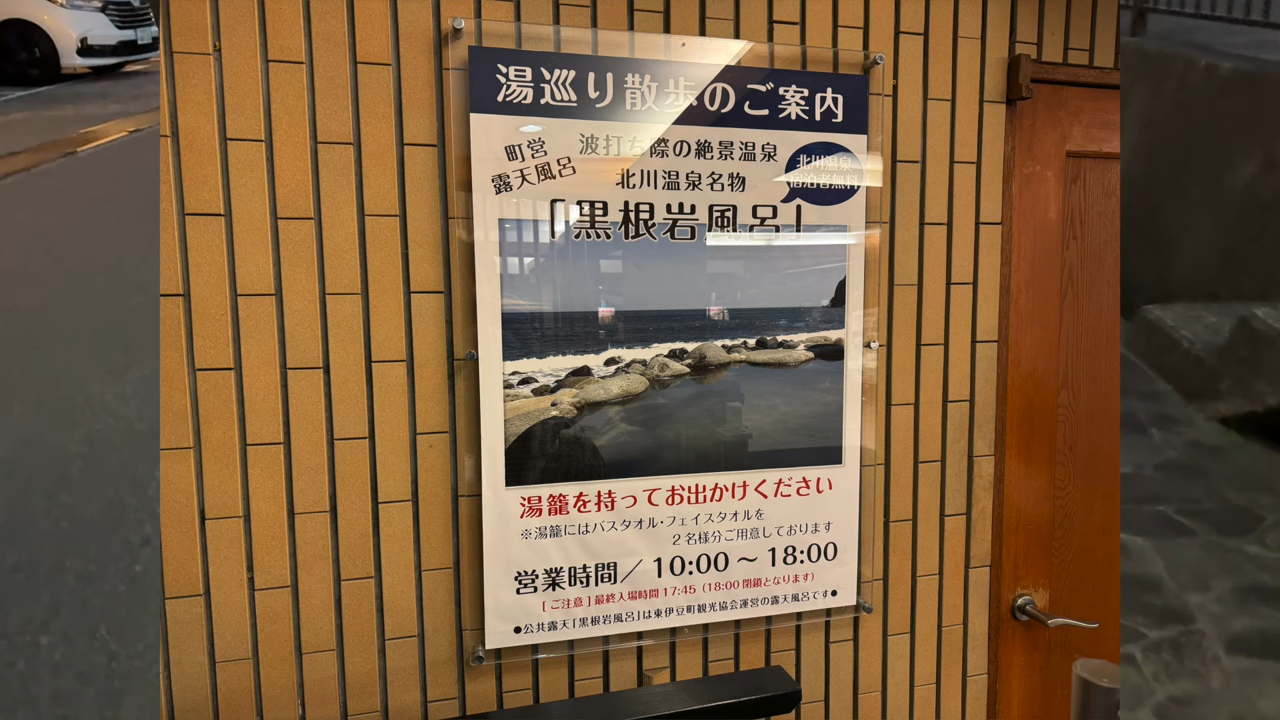 湯巡り散歩のご案内
町営
露天風呂
波打ち際の絶景温泉
北川温泉名物
北川温泉
宿泊者無料
「黒根岩風呂」
湯籠を持ってお出かけください
※湯籠にはバスタオル・フェイスタオルを
２名様分ご用意しております
営業時間／10:00～18:00
[ご注意]最終入場時間17:45（18:00閉鎖となります）
●公共露天「黒根岩風呂」は東伊豆町観光協会運営の露天風呂です●